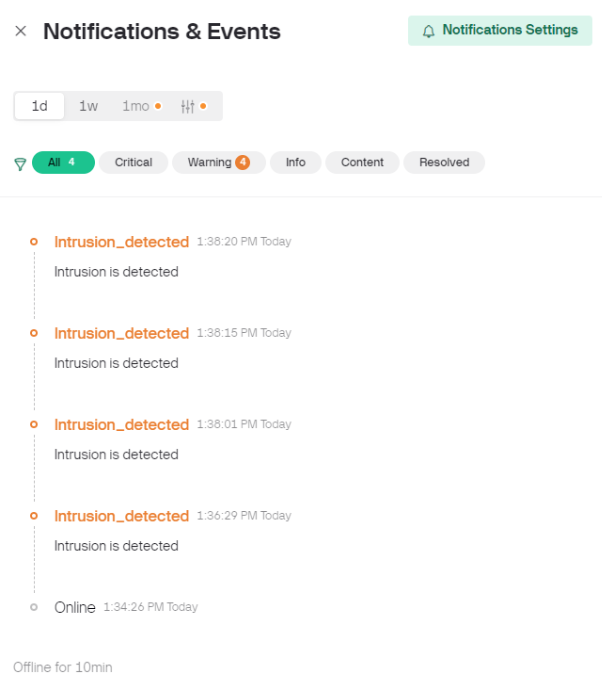 Notifications & Events
Notifications Settings
1d 1w 1mo
All 4 Critical Warning 4 Info Content Resolved
Intrusion_detected 1:38:20 PM Today
Intrusion is detected
Intrusion_detected 1:38:15 PM Today
Intrusion is detected
Intrusion_detected 1:38:01 PM Today
Intrusion is detected
Intrusion_detected 1:36:29 PM Today
Intrusion is detected
Online 1:34:26 PM Today
Offline for 10min